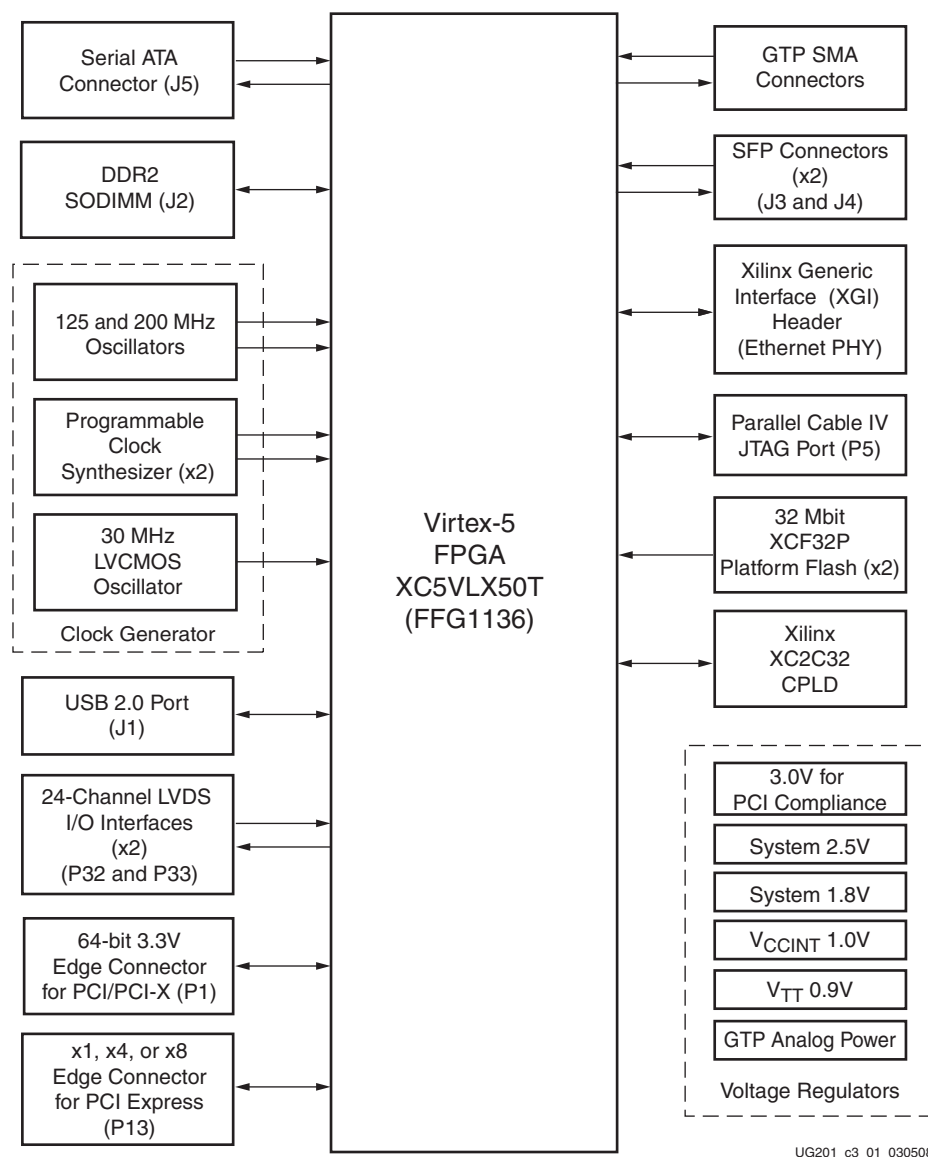 Serial ATA
Connector (J5)
DDR2
SODIMM (J2)
125 and 200 MHz
Oscillators
Programmable
Clock
Synthesizer (x2)
30 MHz
LVCMOS
Oscillator
Clock Generator
USB 2.0 Port
(J1)
24-Channel LVDS
I/O Interfaces
(x2)
(P32 and P33)
64-bit 3.3V
Edge Connector
for PCI/PCI-X (P1)
x1, x4, or x8
Edge Connector
for PCI Express
(P13)
Virtex-5
FPGA
XC5VLX50T
(FFG1136)
GTP SMA
Connectors
SFP Connectors
(x2)
(J3 and J4)
Xilinx Generic
Interface (XGI)
Header
(Ethernet PHY)
Parallel Cable IV
JTAG Port (P5)
32 Mbit
XCF32P
Platform Flash (x2)
Xilinx
XC2C32
CPLD
3.0V for
PCI Compliance
System 2.5V
System 1.8V
VCCINT 1.0V
VTT 0.9V
GTP Analog Power
Voltage Regulators
UG201_c3_01_030508